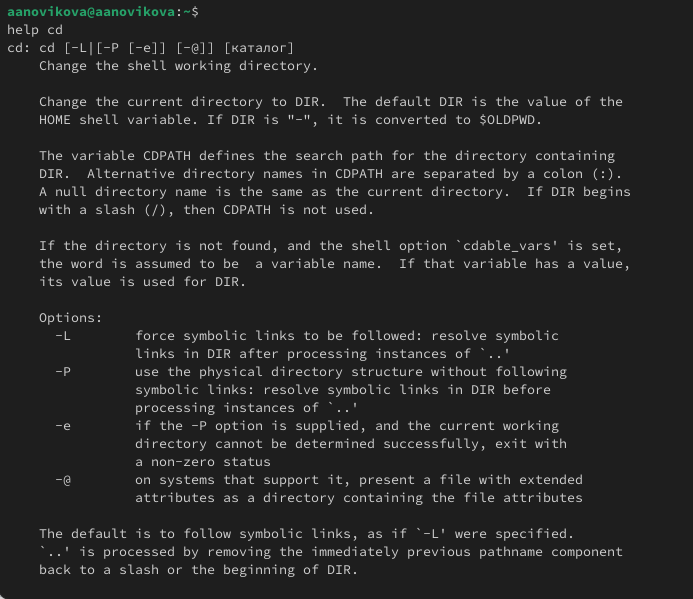 aanovikova@aanovikova:~$
help cd
cd: cd [-L|[-P [-e]] [-@]] [каталог]
    Change the shell working directory.

    Change the current directory to DIR.  The default DIR is the value of the
    HOME shell variable. If DIR is "-", it is converted to $OLDPWD.

    The variable CDPATH defines the search path for the directory containing
    DIR.  Alternative directory names in CDPATH are separated by a colon (:).
    A null directory name is the same as the current directory.  If DIR begins
    with a slash (/), then CDPATH is not used.

    If the directory is not found, and the shell option `cdable_vars' is set,
    the word is assumed to be  a variable name.  If that variable has a value,
    its value is used for DIR.

    Options:
      -L        force symbolic links to be followed: resolve symbolic
                links in DIR after processing instances of `..'
      -P        use the physical directory structure without following
                symbolic links: resolve symbolic links in DIR before
                processing instances of `..'
      -e        if the -P option is supplied, and the current working
                directory cannot be determined successfully, exit with
                a non-zero status
      -@        on systems that support it, present a file with extended
                attributes as a directory containing the file attributes

    The default is to follow symbolic links, as if `-L' were specified.
    `..' is processed by removing the immediately previous pathname component
    back to a slash or the beginning of DIR.